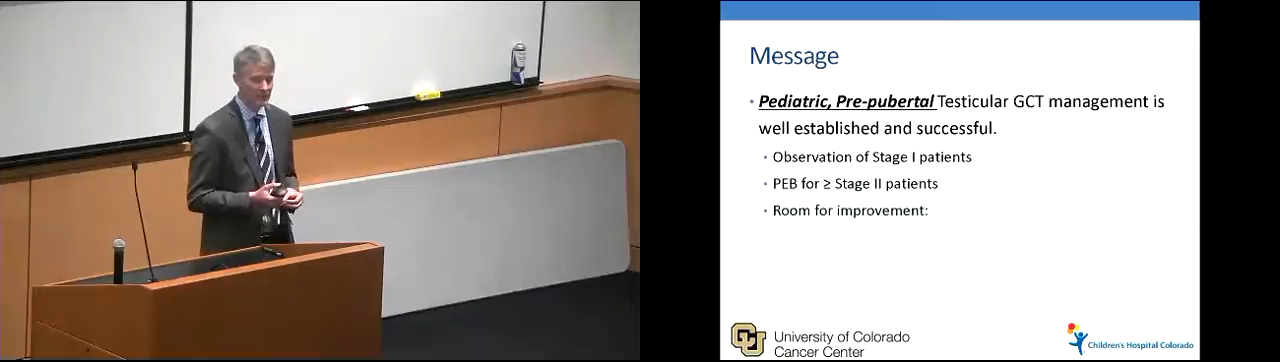 Message
• Pediatric, Pre-pubertal Testicular GCT management is
well established and successful.
• Observation of Stage I patients
• PEB for ≥ Stage II patients
• Room for improvement:
CU
University of Colorado
Cancer Center
Children's Hospital Colorado